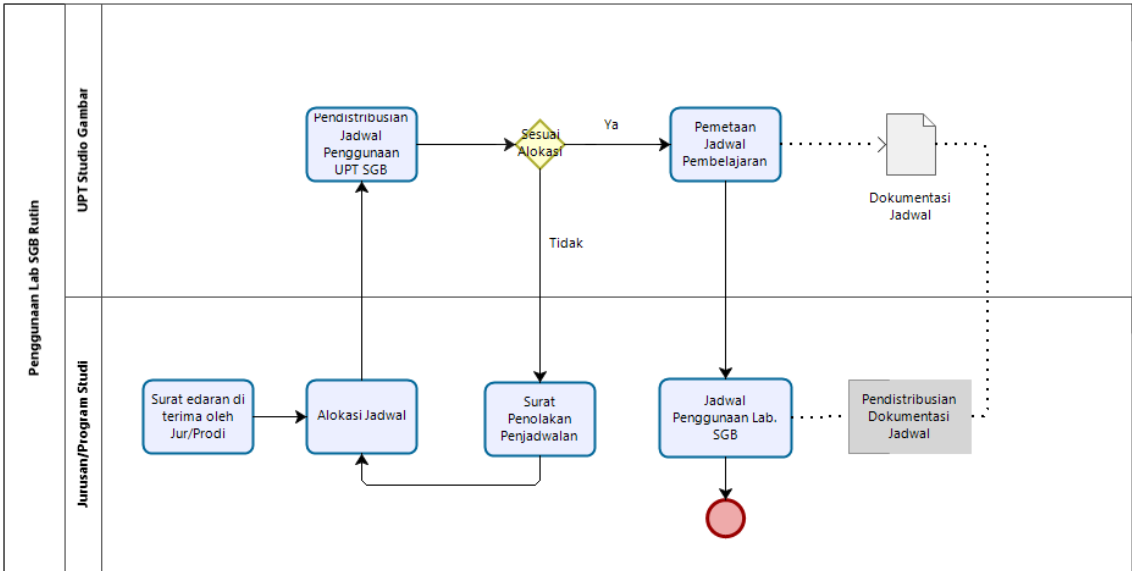 Penggunaan Lab SGB Rutin
UPT Studio Gambar
Pendistribusian
Jadwal
Penggunaan
UPT SGB
Sesuai
Alokasi
Ya
Tidak
Pemetaan
Jadwal
Pembelajaran
Dokumentasi
Jadwal
Jurusan/Program Studi
Surat edaran di
terima oleh
Jur/Prodi
Alokasi Jadwal
Surat
Penolakan
Penjadwalan
Jadwal
Penggunaan Lab.
SGB
Pendistribusian
Dokumentasi
Jadwal